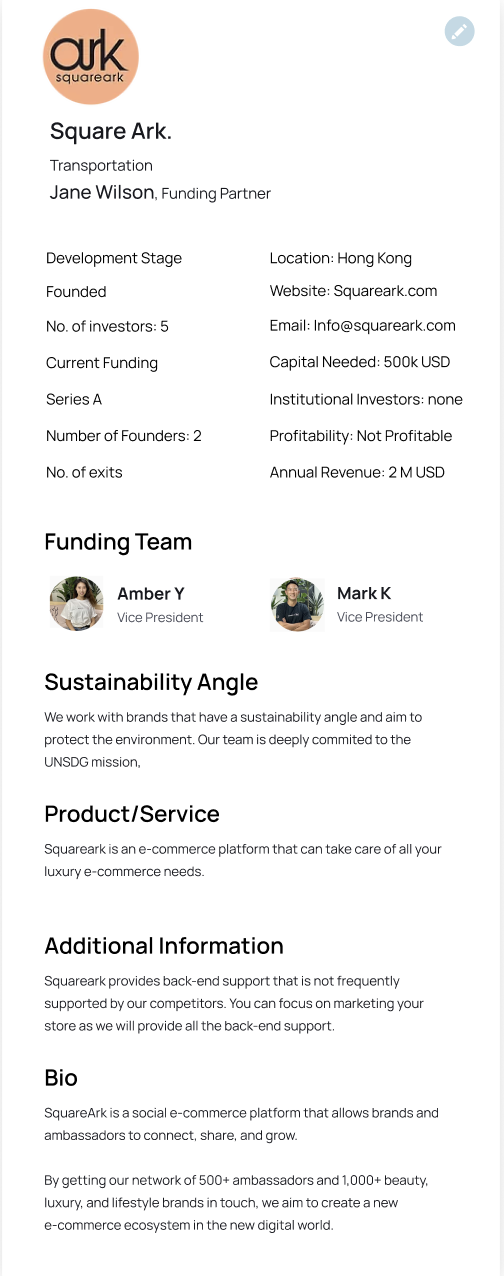 ark
squareark
Square Ark.
Transportation
Jane Wilson, Funding Partner
Development Stage
Location: Hong Kong
Founded
Website: Squareark.com
No. of investors: 5
Email: Info@squareark.com
Current Funding
Capital Needed: 500k USD
Series A
Institutional Investors: none
Number of Founders: 2
Profitability: Not Profitable
No. of exits
Annual Revenue: 2 M USD
Funding Team
Amber Y
Vice President
Mark K
Vice President
Sustainability Angle
We work with brands that have a sustainability angle and aim to
protect the environment. Our team is deeply commited to the
UNSDG mission,
Product/Service
Squareark is an e-commerce platform that can take care of all your
luxury e-commerce needs.
Additional Information
Squareark provides back-end support that is not frequently
supported by our competitors. You can focus on marketing your
store as we will provide all the back-end support.
Bio
SquareArk is a social e-commerce platform that allows brands and
ambassadors to connect, share, and grow.
By getting our network of 500+ ambassadors and 1,000+ beauty,
luxury, and lifestyle brands in touch, we aim to create a new
e-commerce ecosystem in the new digital world.